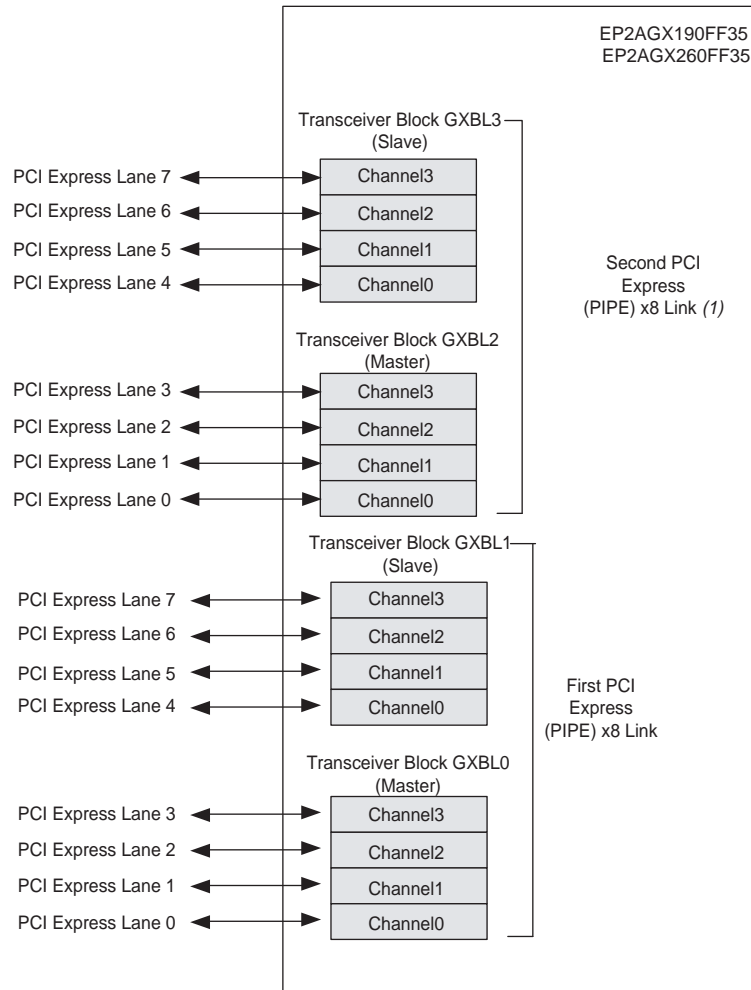 EP2AGX190FF35
EP2AGX260FF35
Transceiver Block GXBL3
(Slave)
PCI Express Lane 7
Channel3
PCI Express Lane 6
Channel2
PCI Express Lane 5
Channel1
PCI Express Lane 4
Channel0
Second PCI
Express
(PIPE) x8 Link (1)
Transceiver Block GXBL2
(Master)
PCI Express Lane 3
Channel3
PCI Express Lane 2
Channel2
PCI Express Lane 1
Channel1
PCI Express Lane 0
Channel0
Transceiver Block GXBL1
(Slave)
PCI Express Lane 7
Channel3
PCI Express Lane 6
Channel2
PCI Express Lane 5
Channel1
PCI Express Lane 4
Channel0
First PCI
Express
(PIPE) x8 Link
Transceiver Block GXBL0
(Master)
PCI Express Lane 3
Channel3
PCI Express Lane 2
Channel2
PCI Express Lane 1
Channel1
PCI Express Lane 0
Channel0